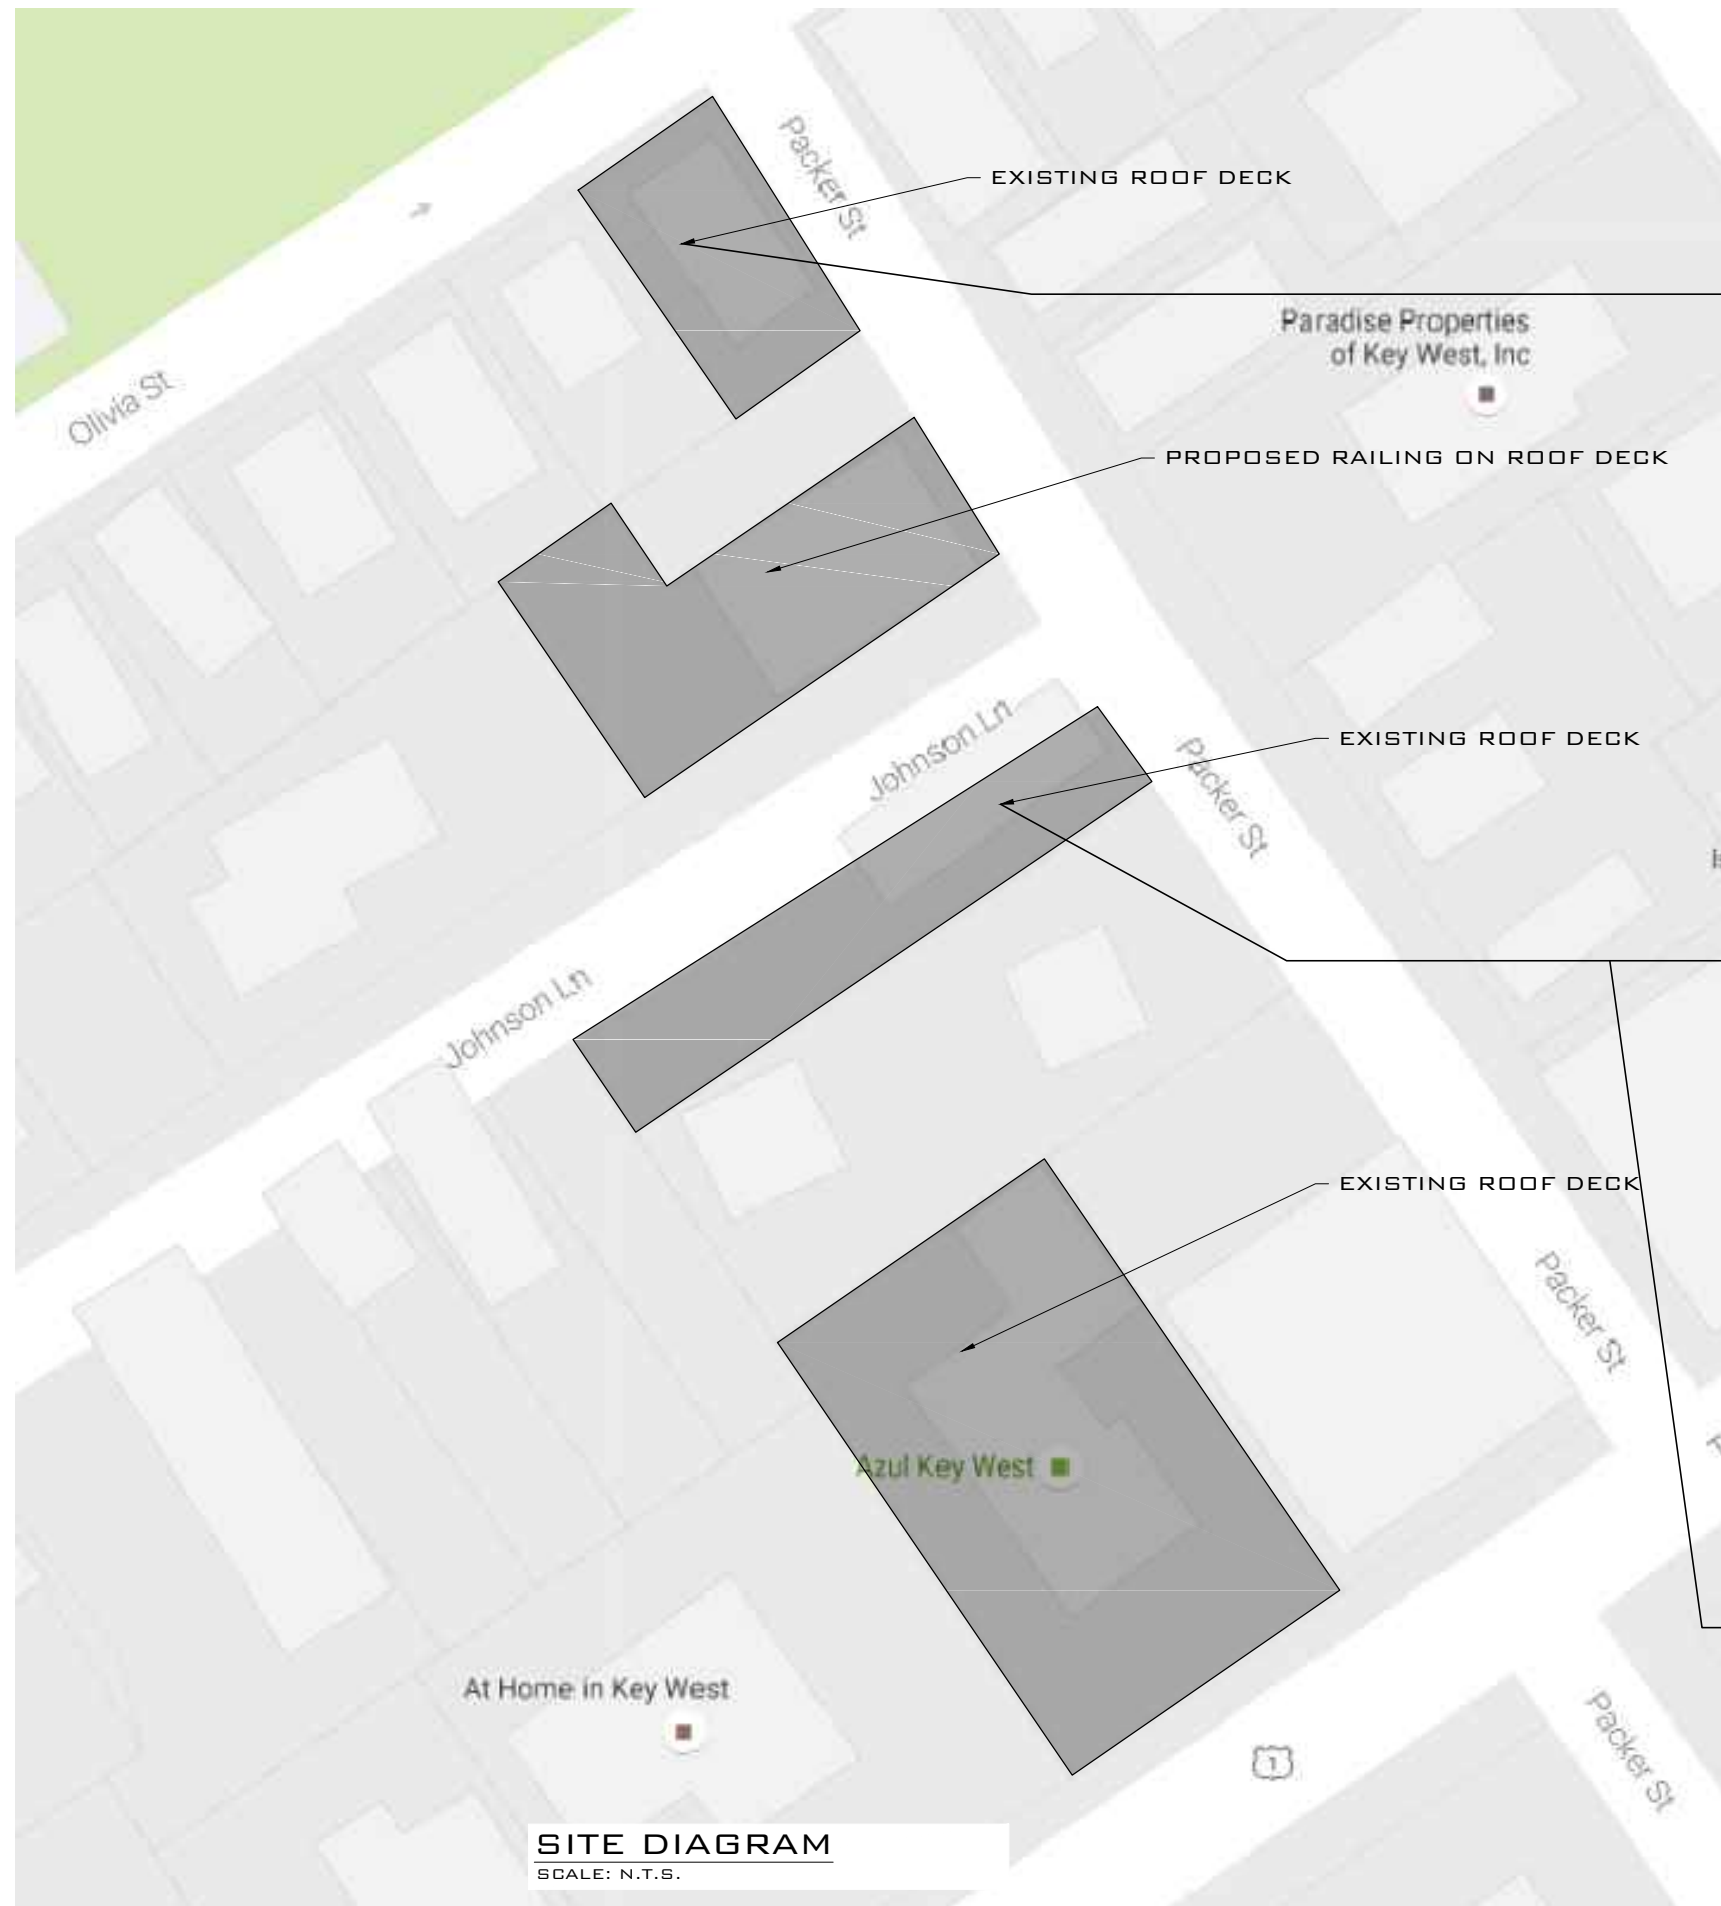 Packer St
EXISTING ROOF DECK
Paradise Properties
of Key West, Inc
Olivia St
PROPOSED RAILING ON ROOF DECK
Johnson Ln
EXISTING ROOF DECK
Packer St
Johnson Ln
EXISTING ROOF DECK
Packer St
Azul Key West
At Home in Key West
1
Packer St
SITE DIAGRAM
SCALE: N.T.S.